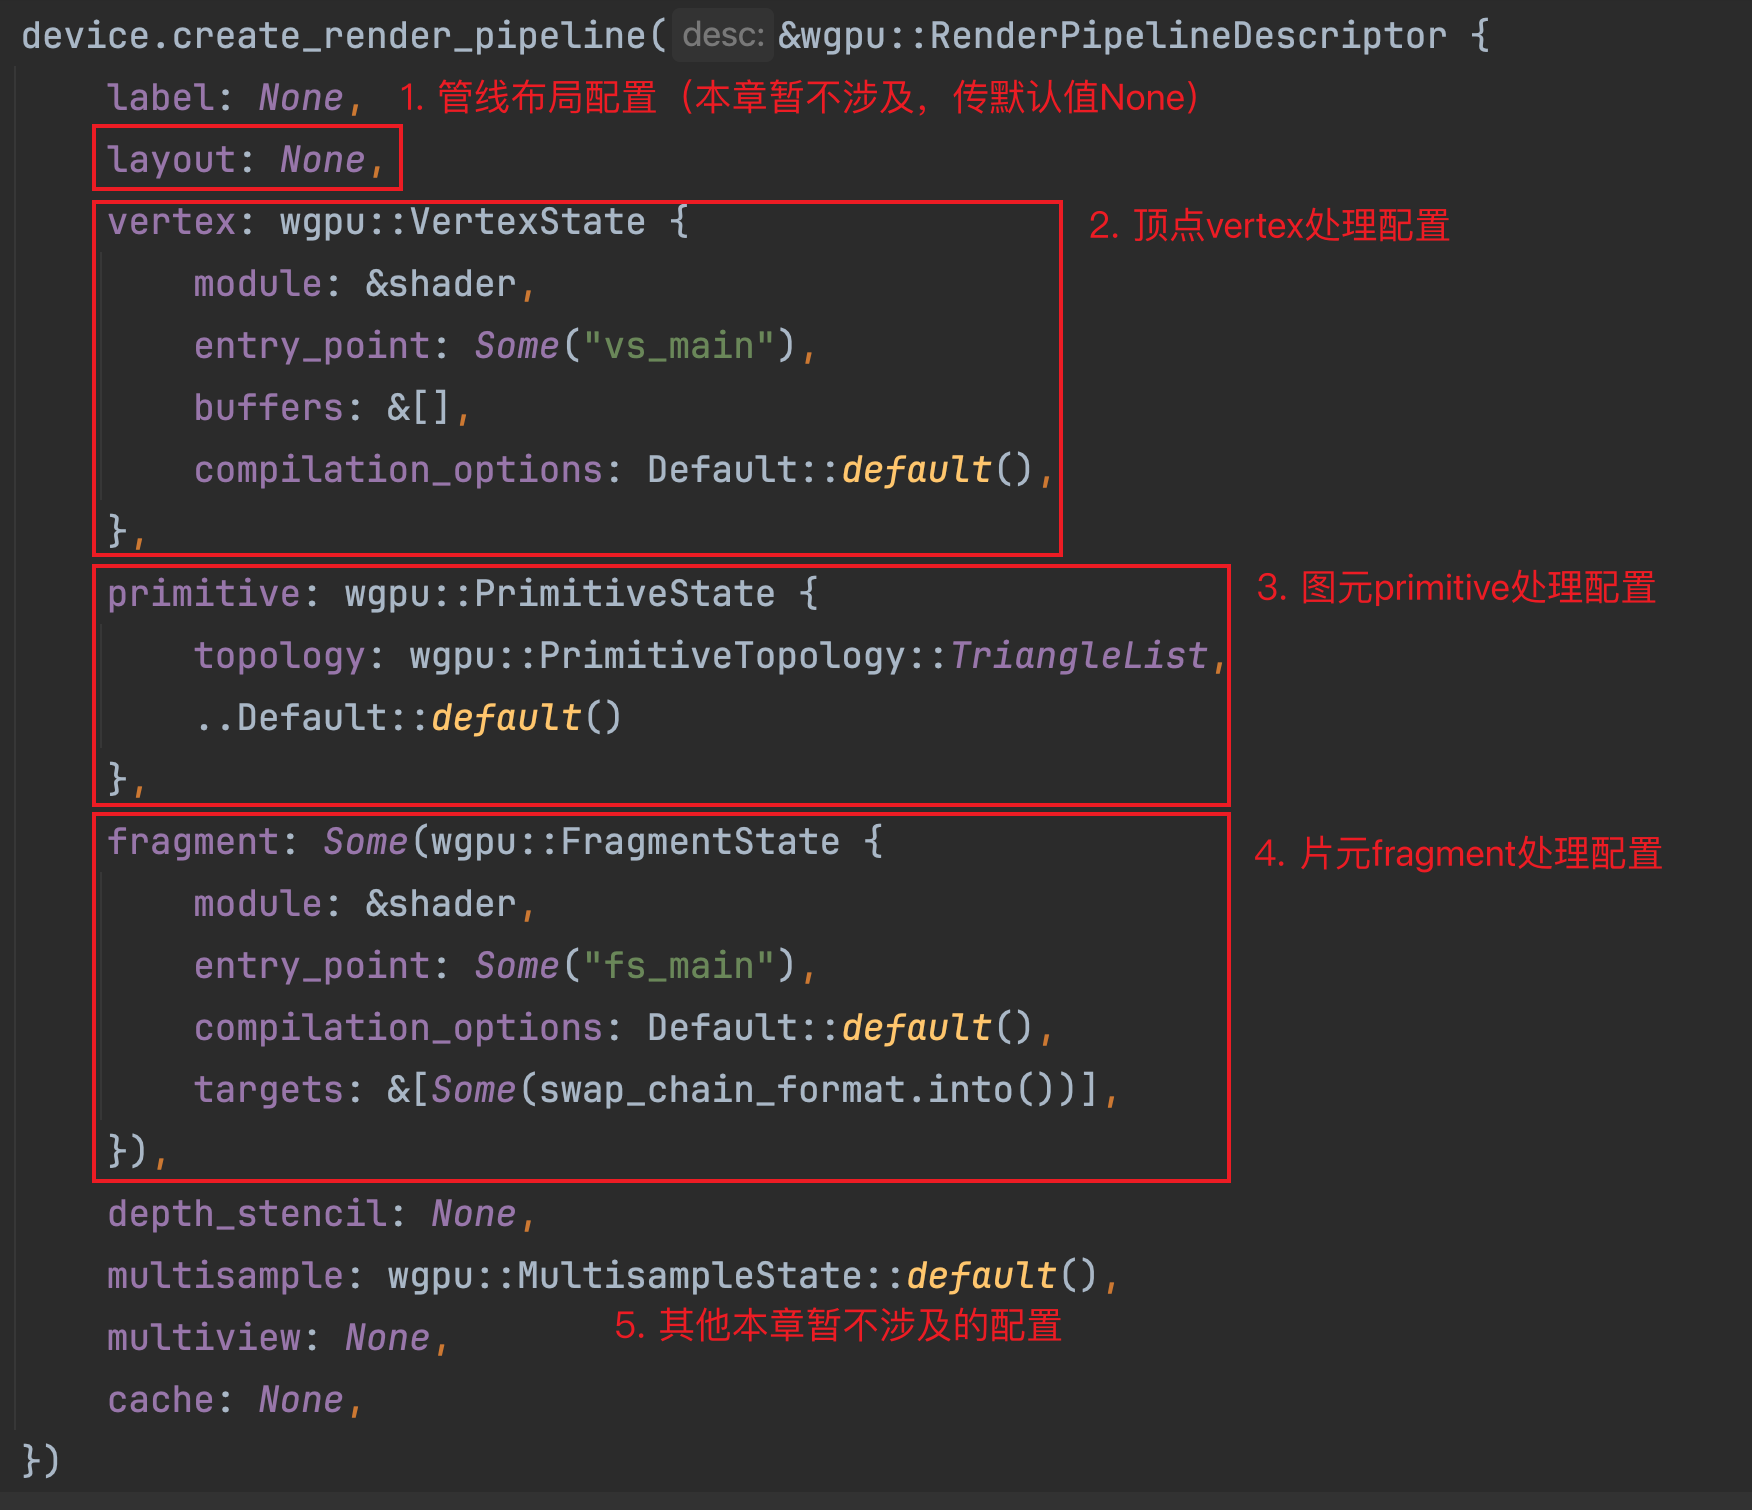 device.create_render_pipeline( desc: &wgpu::RenderPipelineDescriptor {
label: None, 1. 管线布局配置（本章暂不涉及，传默认值None）
layout: None,
vertex: wgpu::VertexState { 2. 顶点vertex处理配置
module: &shader,
entry_point: Some("vs_main"),
buffers: &[],
compilation_options: Default::default(),
},
primitive: wgpu::PrimitiveState { 3. 图元primitive处理配置
topology: wgpu::PrimitiveTopology::TriangleList,
..Default::default()
},
fragment: Some(wgpu::FragmentState { 4. 片元fragment处理配置
module: &shader,
entry_point: Some("fs_main"),
compilation_options: Default::default(),
targets: &[Some(swap_chain_format.into())],
}),
depth_stencil: None,
multisample: wgpu::MultisampleState::default(),
5. 其他本章暂不涉及的配置
multiview: None,
cache: None,
})